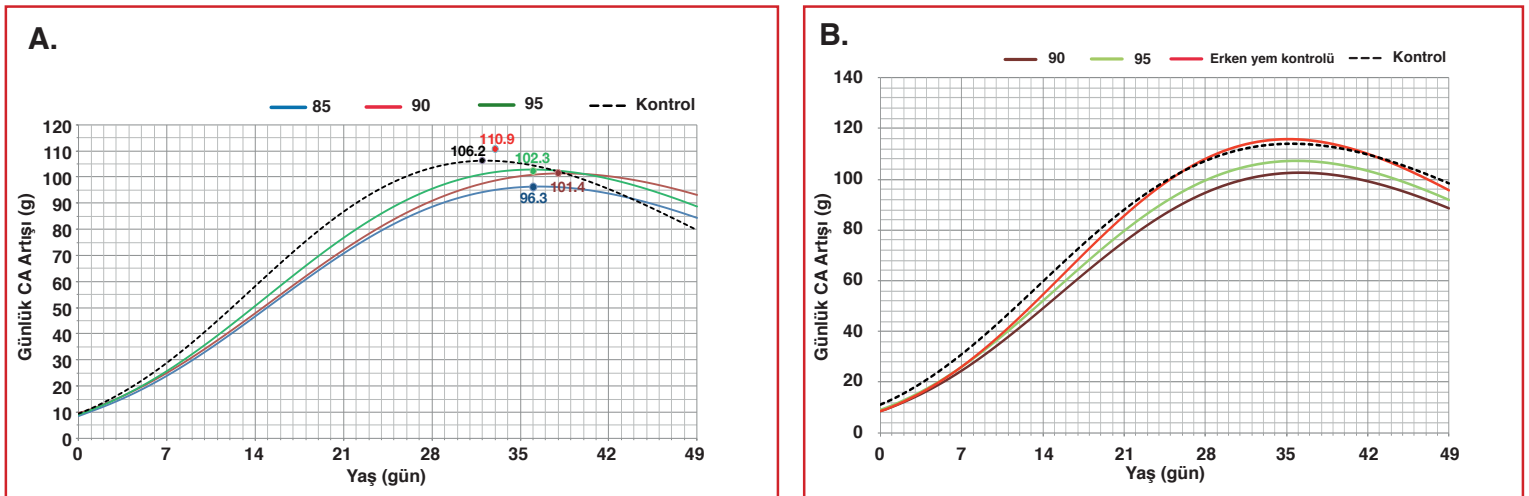 A.
85 90 95 Kontrol
120
110
100
90
80
70
60
50
40
30
20
10
0
110.9
106.2
102.3
101.4
96.3
0 7 14 21 28 35 42 49
Günlük CA Artışı (g)
Yaş (gün)
B.
90 95 Erken yem kontrolü Kontrol
140
120
100
80
60
40
20
0
0 7 14 21 28 35 42 49
Günlük CA Artışı (g)
Yaş (gün)